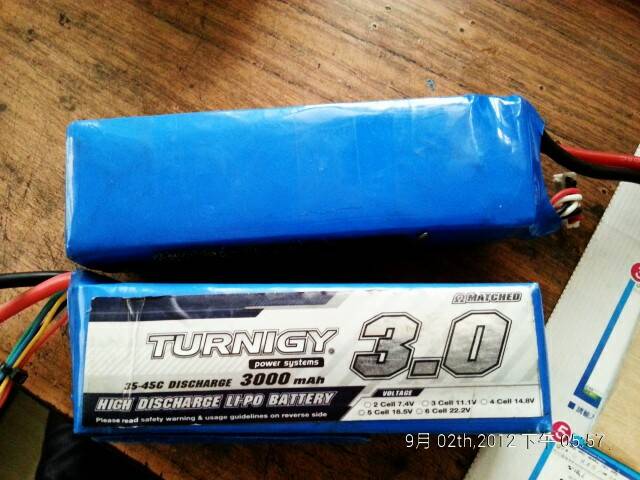 Ω MATCHED
TURNIGY® 3.0
power systems
35-45C DISCHARGE 3000 mAh
HIGH DISCHARGE LI-PO BATTERY
VOLTAGE
2 Cell 7.4V 3 Cell 11.1V 4 Cell 14.8V
5 Cell 18.5V 6 Cell 22.2V
Please read safety warning & usage guidelines on reverse side
9月 02th,2012 下午 05:57